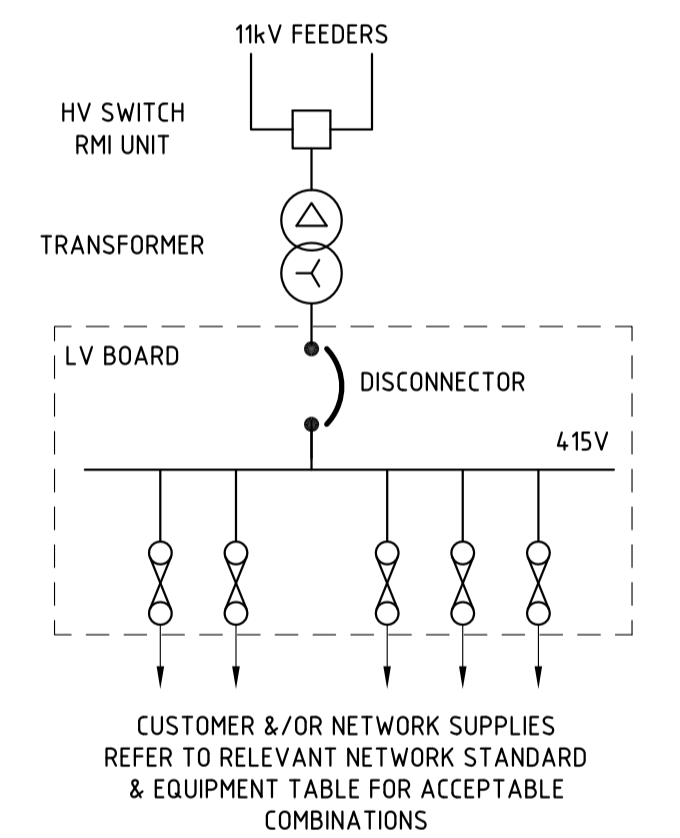 11kV FEEDERS
HV SWITCH
RMI UNIT
TRANSFORMER
LV BOARD
DISCONNECTOR
415V
CUSTOMER &/OR NETWORK SUPPLIES
REFER TO RELEVANT NETWORK STANDARD
& EQUIPMENT TABLE FOR ACCEPTABLE
COMBINATIONS